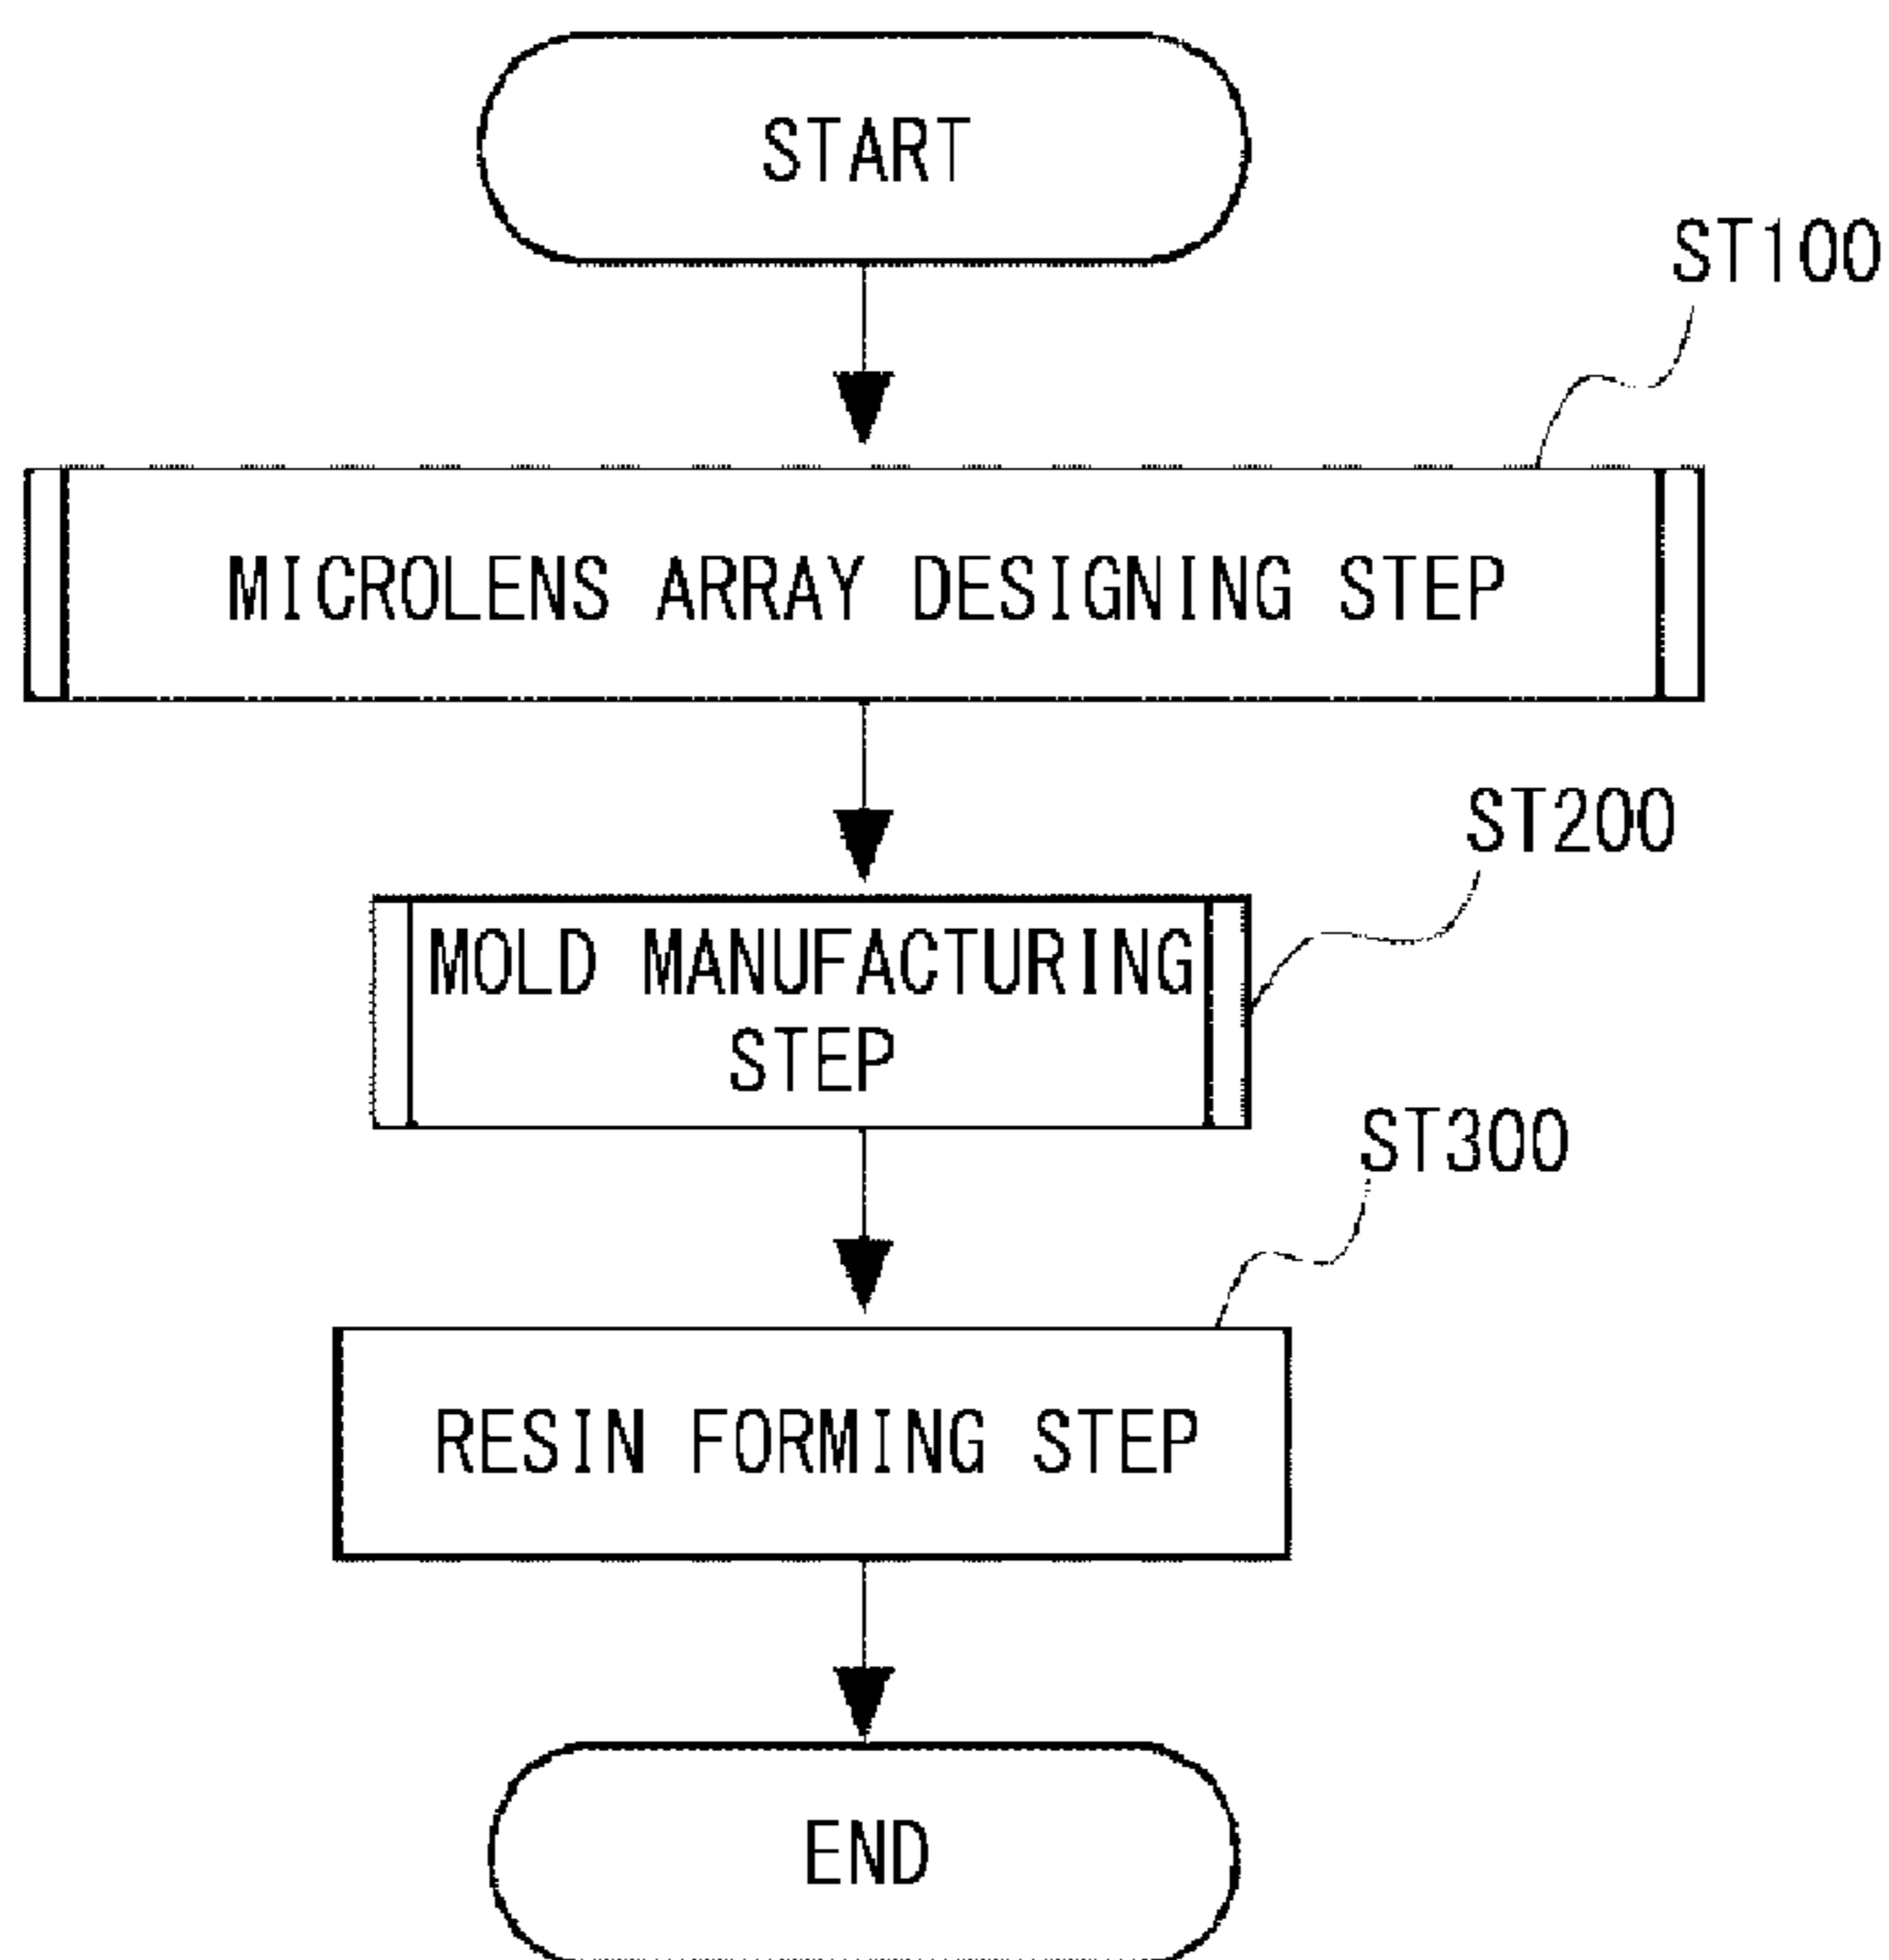 START
ST100
MICROLENS ARRAY DESIGNING STEP
ST200
MOLD MANUFACTURING
STEP
ST300
RESIN FORMING STEP
END